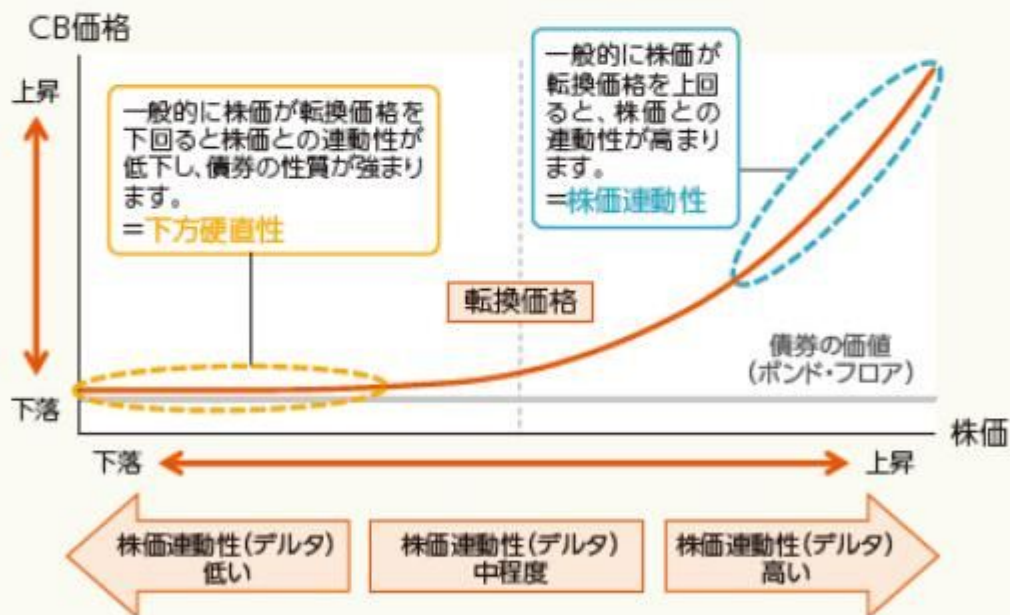 CB価格
上昇
下落
一般的に株価が転換価格を
下回ると株価との連動性が
低下し、債券の性質が強まり
ます。
＝下方硬直性
一般的に株価が
転換価格を上回
ると、株価との
連動性が高まり
ます。
＝株価連動性
転換価格
債券の価値
(ボンド・フロア)
株価
下落
上昇
株価連動性(デルタ)
低い
株価連動性(デルタ)
中程度
株価連動性(デルタ)
高い